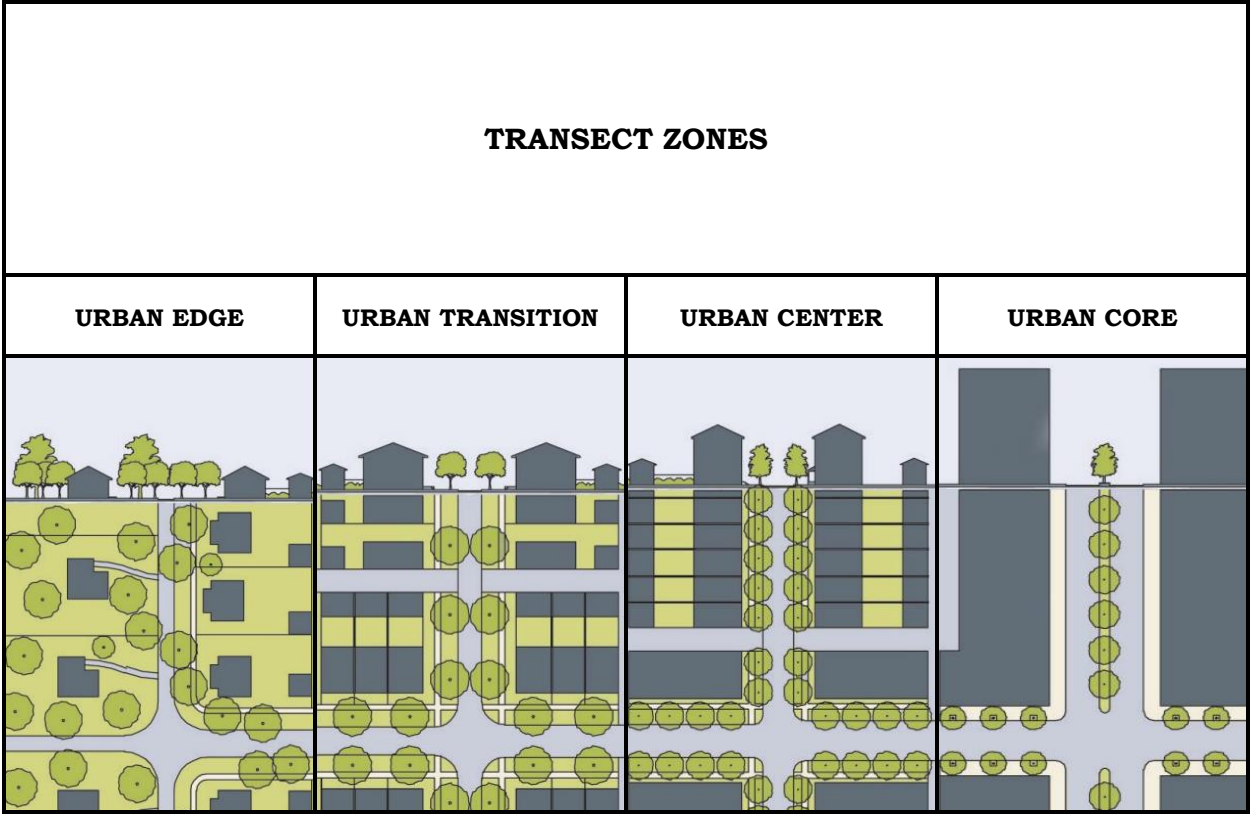 TRANSECT ZONES
URBAN EDGE
URBAN TRANSITION
URBAN CENTER
URBAN CORE